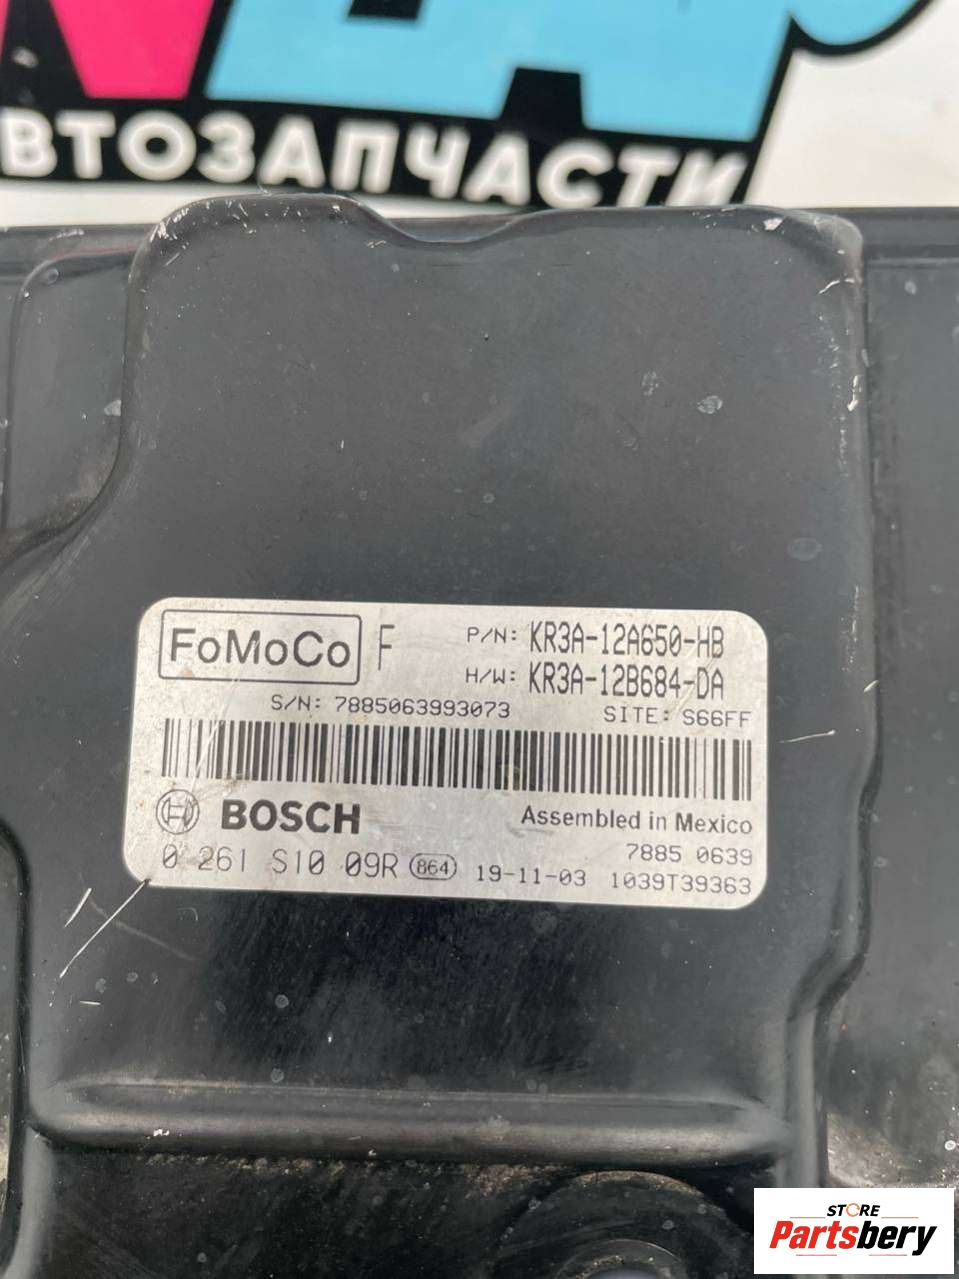 АВТОЗАПЧАСТИ
FoMoCo F P/N: KR3A-12A650-HB
H/W: KR3A-12B684-DA
S/N: 7885063993073 SITE: S66FF
BOSCH Assembled in Mexico
7885 0639
0 261 S10 09R 864 19-11-03 1039T39363
STORE
Partsbery